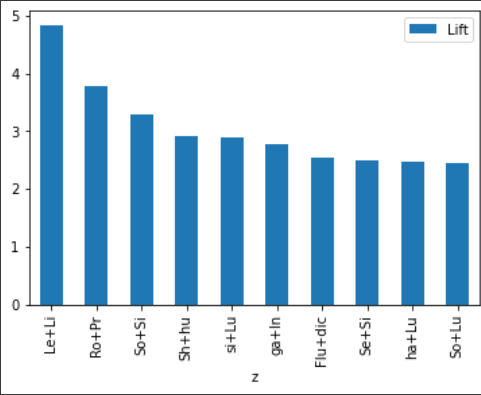 5
4
3
2
1
0
Lift
Le+Li
Ro+Pr
So+Si
Sh+hu
si+Lu
ga+In
Flu+dic
Se+Si
ha+Lu
So+Lu
z